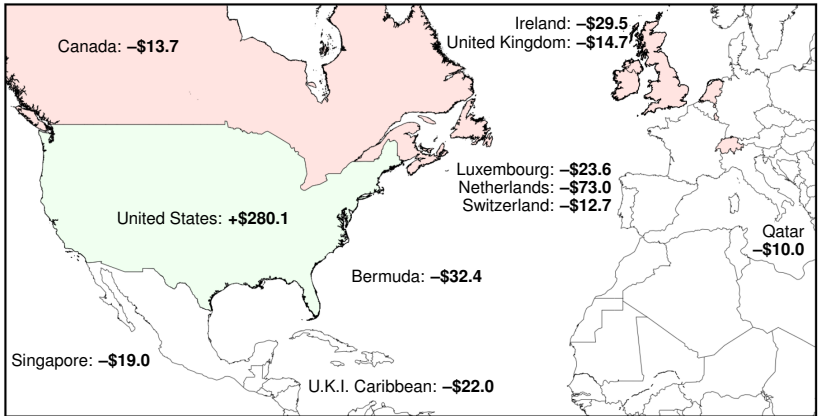 Ireland: –$29.5
Canada: –$13.7
United Kingdom: –$14.7
Luxembourg: –$23.6
Netherlands: –$73.0
Switzerland: –$12.7
United States: +$280.1
Qatar
–$10.0
Bermuda: –$32.4
Singapore: –$19.0
U.K.I. Caribbean: –$22.0